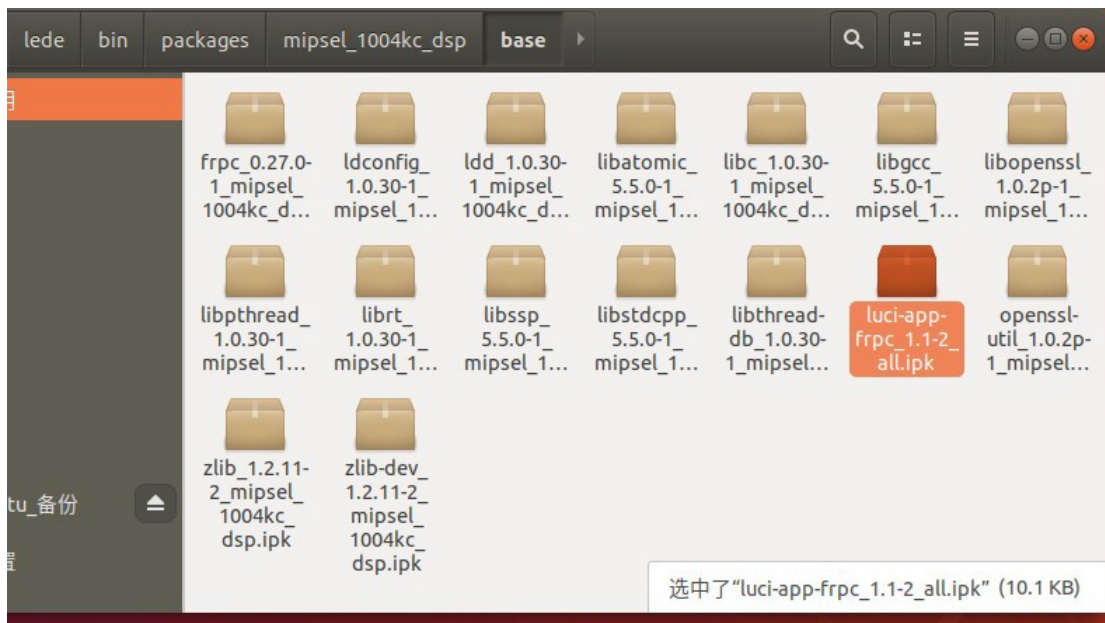 lede bin packages mipsel_1004kc_dsp base
frpc_0.27.0-
1_mipsel_
1004kc_d...
ldconfig_
1.0.30-1_
mipsel_1...
ldd_1.0.30-
1_mipsel_
1004kc_d...
libatomic_
5.5.0-1_
mipsel_1...
libc_1.0.30-
1_mipsel_
1004kc_d...
libgcc_
5.5.0-1_
mipsel_1...
libopenssl_
1.0.2p-1_
mipsel_1...
libpthread_
1.0.30-1_
mipsel_1...
librt_
1.0.30-1_
mipsel_1...
libssp_
5.5.0-1_
mipsel_1...
libstdcpp_
5.5.0-1_
mipsel_1...
libthread-
db_1.0.30-
1_mipsel...
luci-app-
frpc_1.1-2_
all.ipk
openssl-
util_1.0.2p-
1_mipsel...
zlib_1.2.11-
2_mipsel_
1004kc_
dsp.ipk
zlib-dev_
1.2.11-2_
mipsel_
1004kc_
dsp.ipk
tu_备份
选中了“luci-app-frpc_1.1-2_all.ipk” (10.1 KB)